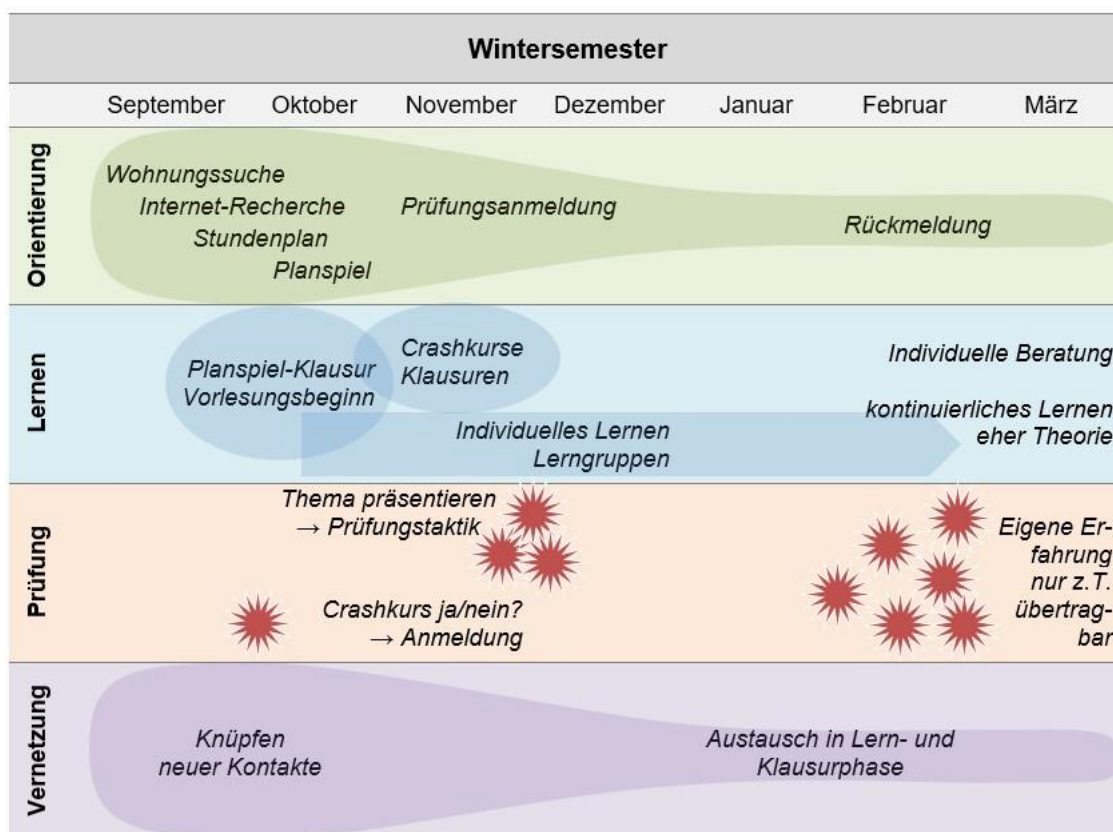 Wintersemester
September Oktober November Dezember Januar Februar März
Orientierung
Wohnungssuche
Internet-Recherche
Stundenplan
Planspiel
Prüfungsanmeldung
Rückmeldung
Lernen
Planspiel-Klausur
Vorlesungsbeginn
Crashkurse
Klausuren
Individuelles Lernen
Lerngruppen
Individuelle Beratung
kontinuierliches Lernen
eher Theorie
Prüfung
Thema präsentieren
→ Prüfungstaktik
Crashkurs ja/nein?
→ Anmeldung
Eigene Er-
fahrung
nur z.T.
übertrag-
bar
Vernetzung
Knüpfen
neuer Kontakte
Austausch in Lern- und
Klausurphase